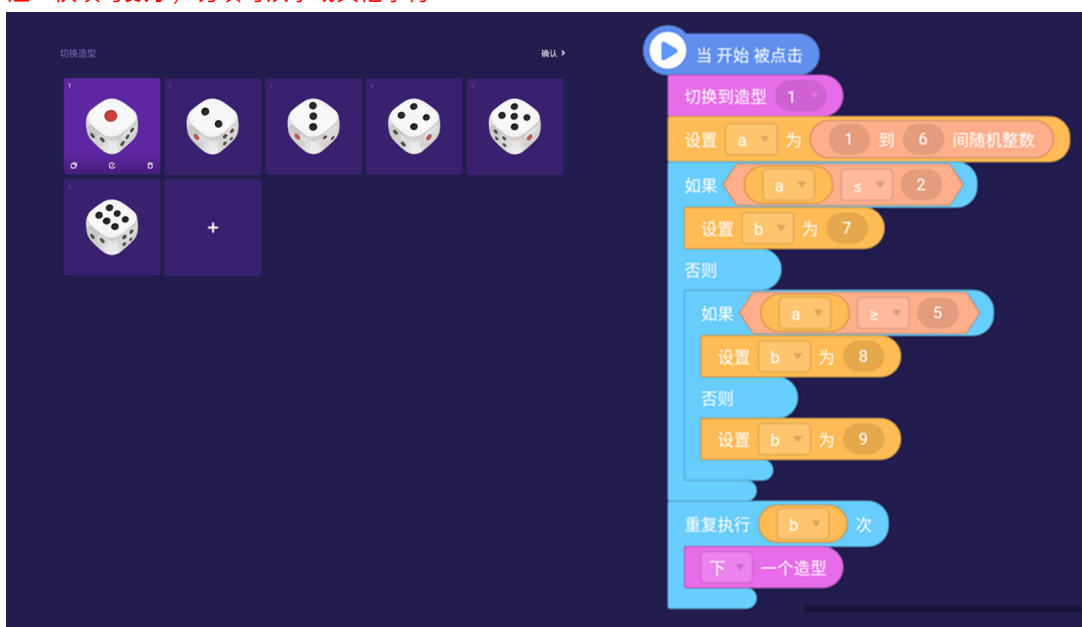 切换造型
确认 >
1
2
3
4
5
6
+
当 开始 被点击
切换到造型 1
设置 a 为 1 到 6 间随机整数
如果 a ≤ 2
设置 b 为 7
否则
如果 a ≥ 5
设置 b 为 8
否则
设置 b 为 9
重复执行 b 次
下 一个造型